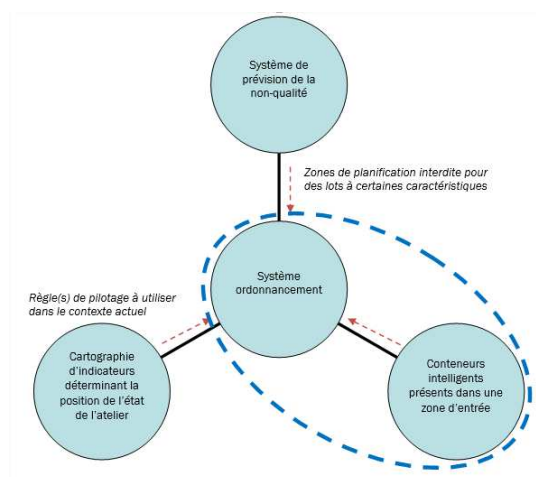 Système de
prévision de la
non-qualité
Zones de planification interdite pour
des lots à certaines caractéristiques
Système
ordonnancement
Règle(s) de pilotage à utiliser
dans le contexte actuel
Cartographie
d'indicateurs
déterminant la
position de l'état
de l'atelier
Conteneurs
intelligents
présents dans une
zone d'entrée